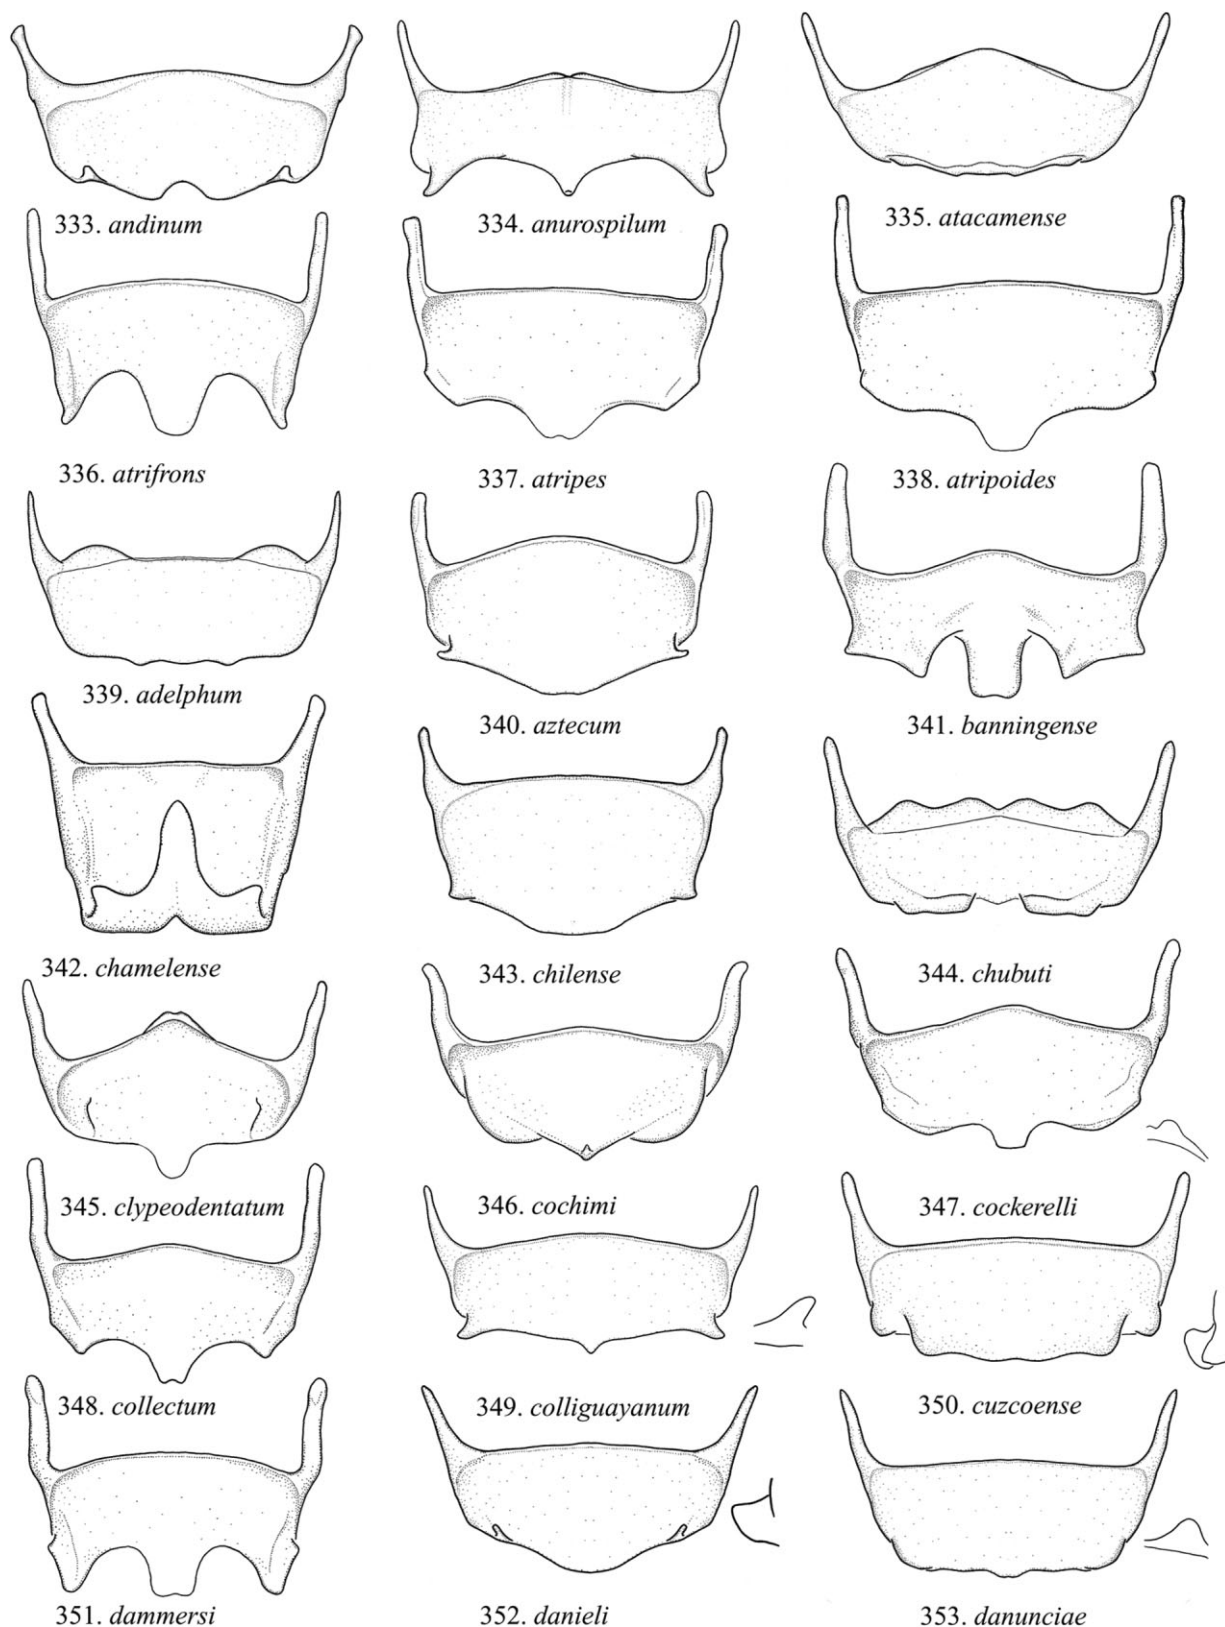 333. andinum
334. anurospilum
335. atacamense
336. atrifrons
337. atripes
338. atripoides
339. adelphum
340. aztecum
341. banningense
342. chamelense
343. chilense
344. chubuti
345. clypeodentatum
346. cochimi
347. cockerelli
348. collectum
349. colliguayanum
350. cuzcoense
351. dammersi
352. danieli
353. danunciae